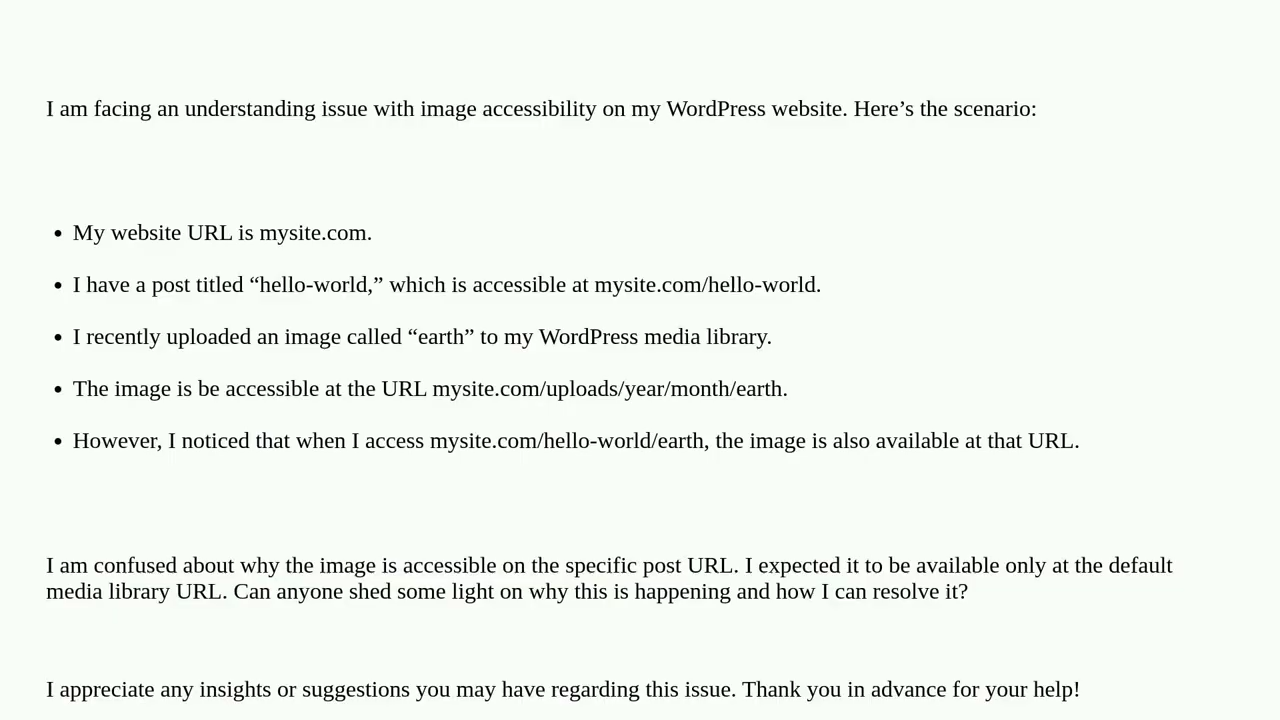 I am facing an understanding issue with image accessibility on my WordPress website. Here’s the scenario:
• My website URL is mysite.com.
• I have a post titled “hello-world,” which is accessible at mysite.com/hello-world.
• I recently uploaded an image called “earth” to my WordPress media library.
• The image is be accessible at the URL mysite.com/uploads/year/month/earth.
• However, I noticed that when I access mysite.com/hello-world/earth, the image is also available at that URL.
I am confused about why the image is accessible on the specific post URL. I expected it to be available only at the default
media library URL. Can anyone shed some light on why this is happening and how I can resolve it?
I appreciate any insights or suggestions you may have regarding this issue. Thank you in advance for your help!